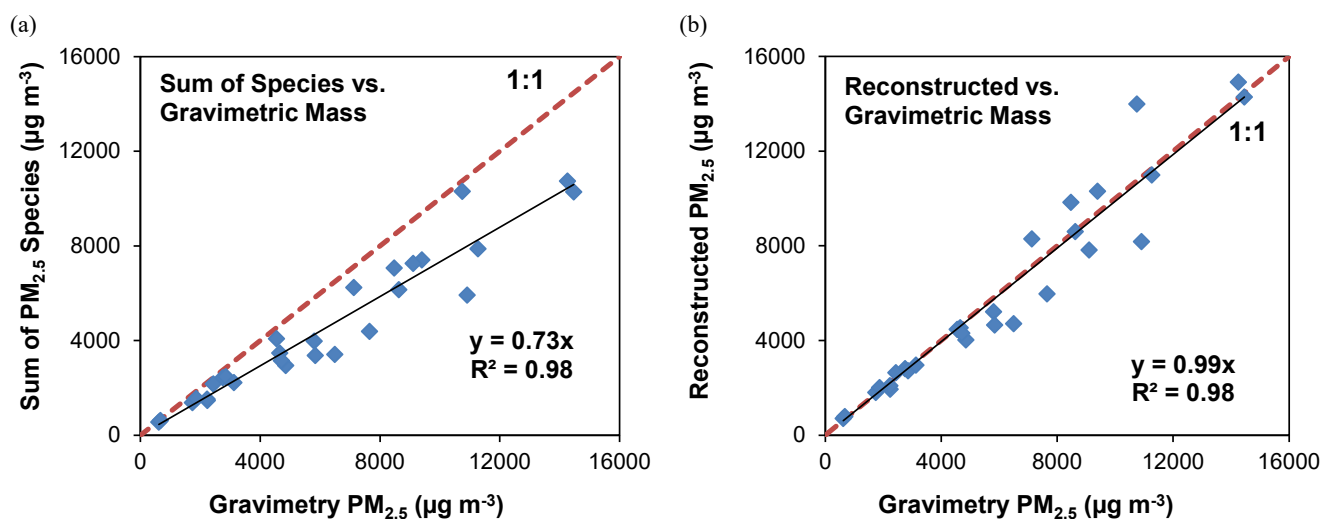 (a)
Sum of Species vs.
Gravimetric Mass
1:1
y = 0.73x
R² = 0.98
16000
12000
8000
4000
0
0 4000 8000 12000 16000
Sum of PM2.5 Species (µg m-3)
Gravimetry PM2.5 (µg m-3)
(b)
Reconstructed vs.
Gravimetric Mass
1:1
y = 0.99x
R² = 0.98
16000
12000
8000
4000
0
0 4000 8000 12000 16000
Reconstructed PM2.5 (µg m-3)
Gravimetry PM2.5 (µg m-3)